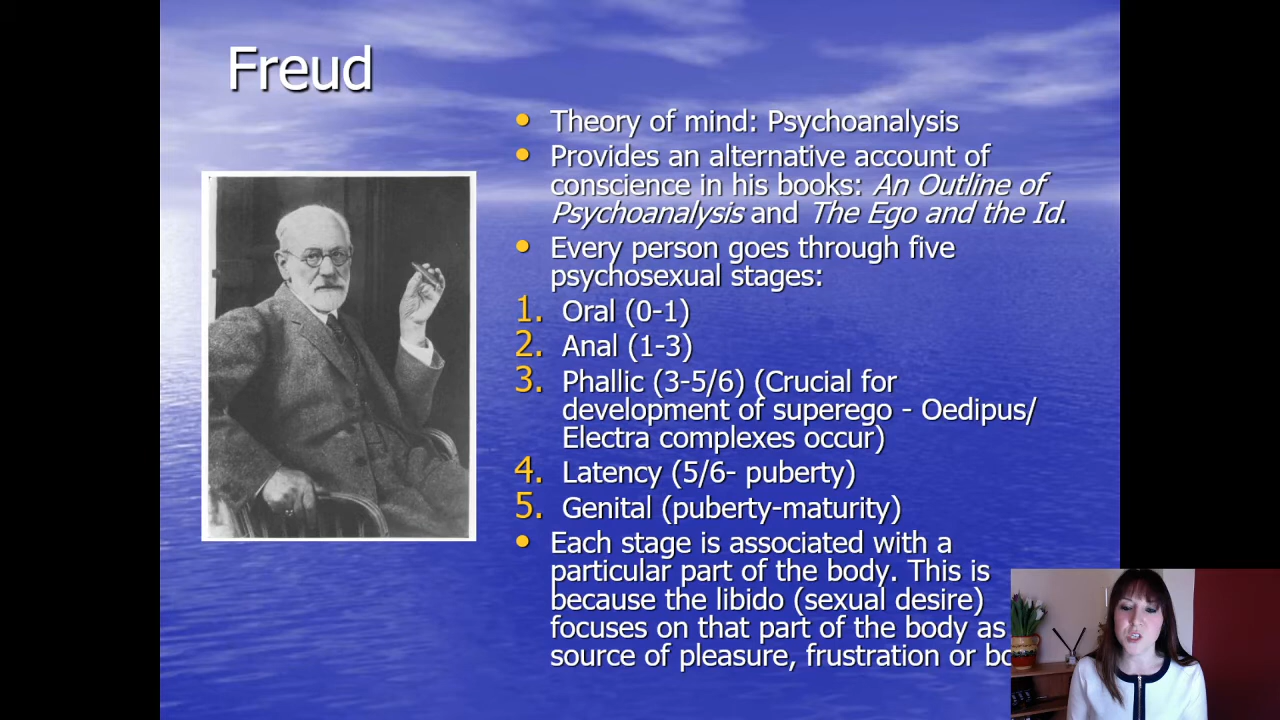 Freud
• Theory of mind: Psychoanalysis
• Provides an alternative account of
conscience in his books: An Outline of
Psychoanalysis and The Ego and the Id.
• Every person goes through five
psychosexual stages:
1. Oral (0-1)
2. Anal (1-3)
3. Phallic (3-5/6) (Crucial for
development of superego - Oedipus/
Electra complexes occur)
4. Latency (5/6- puberty)
5. Genital (puberty-maturity)
• Each stage is associated with a
particular part of the body. This is
because the libido (sexual desire)
focuses on that part of the body as
source of pleasure, frustration or